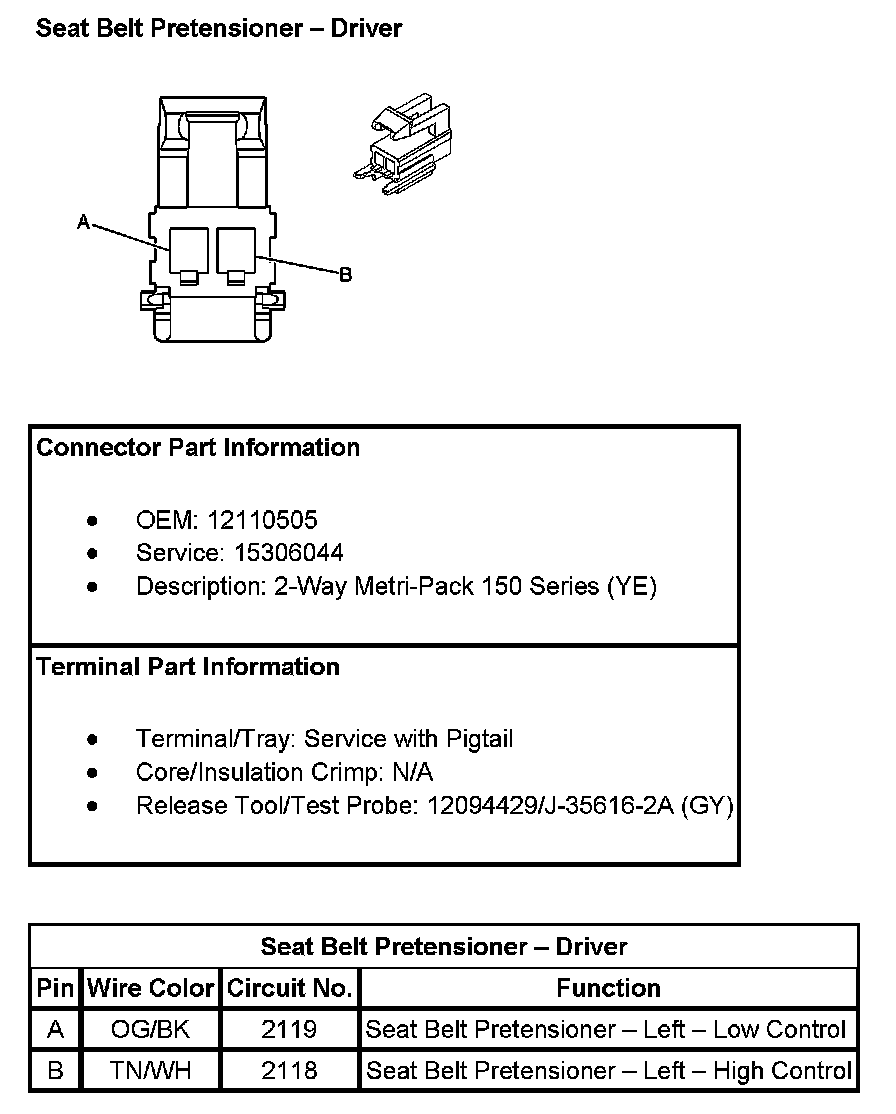 Seat Belt Pretensioner – Driver
A
B
Connector Part Information
• OEM: 12110505
• Service: 15306044
• Description: 2-Way Metri-Pack 150 Series (YE)
Terminal Part Information
• Terminal/Tray: Service with Pigtail
• Core/Insulation Crimp: N/A
• Release Tool/Test Probe: 12094429/J-35616-2A (GY)
Seat Belt Pretensioner – Driver
Pin Wire Color Circuit No. Function
A OG/BK 2119 Seat Belt Pretensioner – Left – Low Control
B TN/WH 2118 Seat Belt Pretensioner – Left – High Control